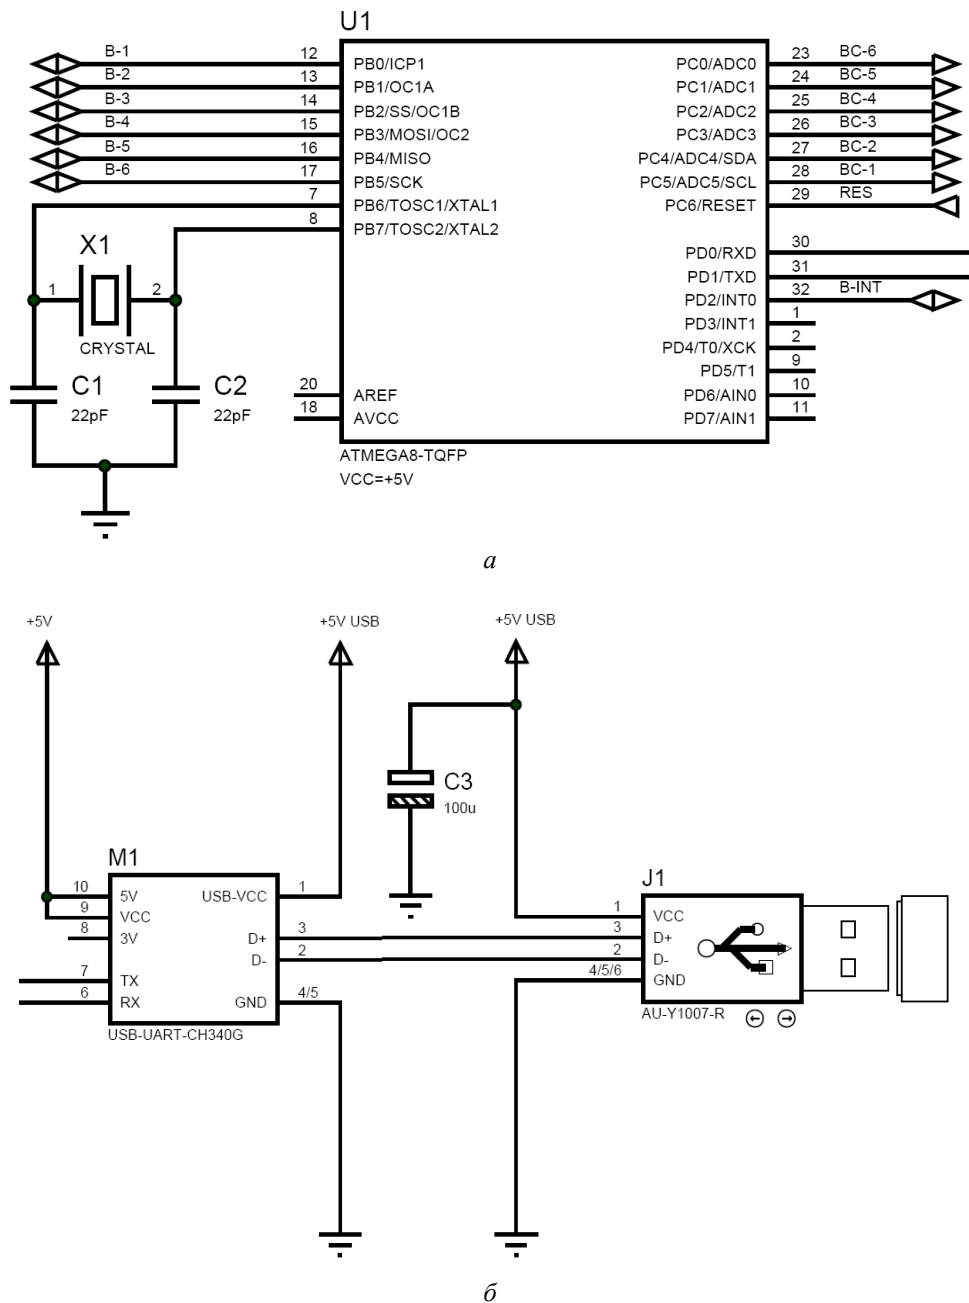 U1
B-1 12 PB0/ICP1 PC0/ADC0 23 BC-6
B-2 13 PB1/OC1A PC1/ADC1 24 BC-5
B-3 14 PB2/SS/OC1B PC2/ADC2 25 BC-4
B-4 15 PB3/MOSI/OC2 PC3/ADC3 26 BC-3
B-5 16 PB4/MISO PC4/ADC4/SDA 27 BC-2
B-6 17 PB5/SCK PC5/ADC5/SCL 28 BC-1
7 PB6/TOSC1/XTAL1 PC6/RESET 29 RES
8 PB7/TOSC2/XTAL2
X1
PD0/RXD 30
PD1/TXD 31
1 2 PD2/INT0 32 B-INT
PD3/INT1 1
CRYSTAL PD4/T0/XCK 2
PD5/T1 9
C1 C2
20 AREF PD6/AIN0 10
22pF 22pF
18 AVCC PD7/AIN1 11
ATMEGA8-TQFP
VCC=+5V
а
+5V +5V USB +5V USB
C3
100u
M1
J1
10 5V USB-VCC 1
9 VCC
8 3V D+ 3
D- 2
7 TX
6 RX GND 4/5
USB-UART-CH340G
1 VCC
3 D+
2 D-
4/5/6 GND
AU-Y1007-R
б